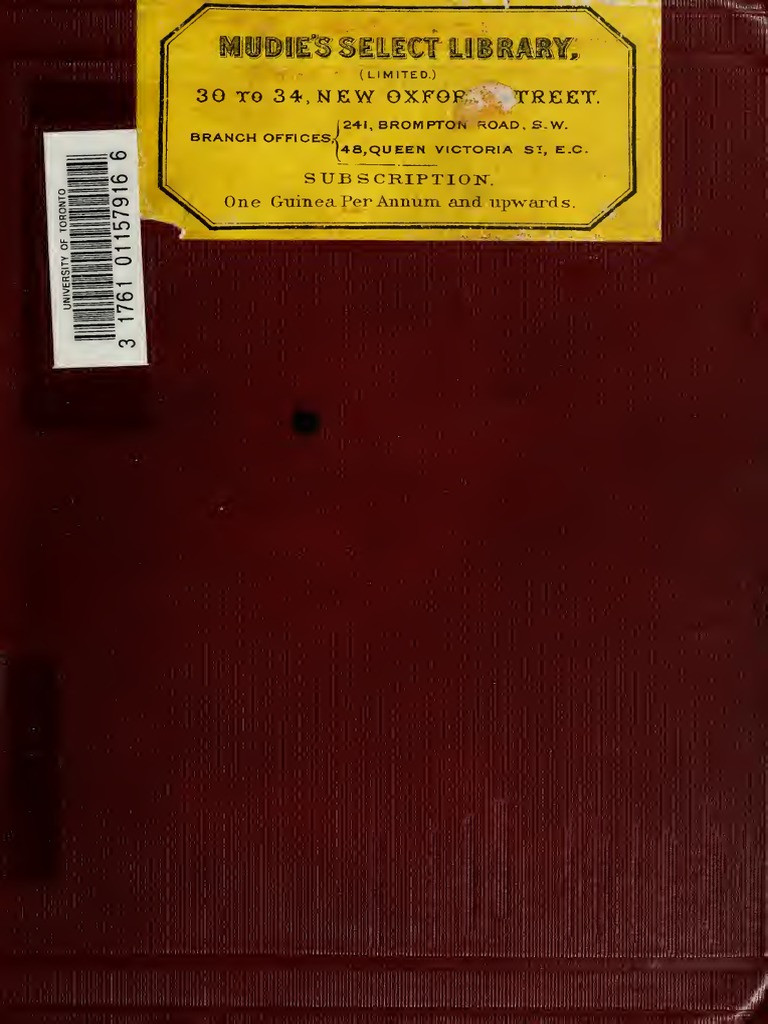 MUDIE'S SELECT LIBRARY,
(LIMITED.)
30 TO 34, NEW OXFOR TREET.
BRANCH OFFICES, 241, BROMPTON ROAD, S.W.
48, QUEEN VICTORIA ST, E.C.
SUBSCRIPTION.
One Guinea Per Annum and upwards.
UNIVERSITY OF TORONTO
3 1761 01157916 6